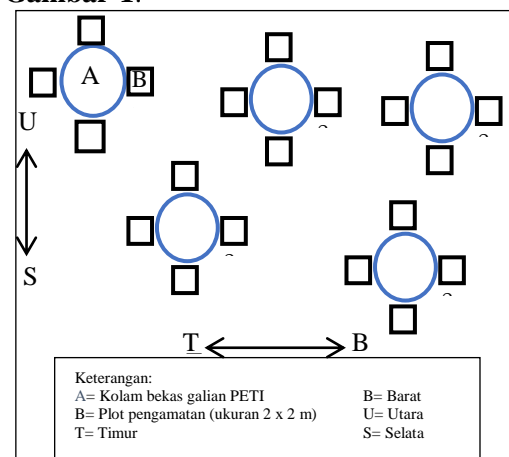 Gambar 1.
A
B
U
S
T B
Keterangan:
A= Kolam bekas galian PETI B= Barat
B= Plot pengamatan (ukuran 2 x 2 m) U= Utara
T= Timur S= Selata